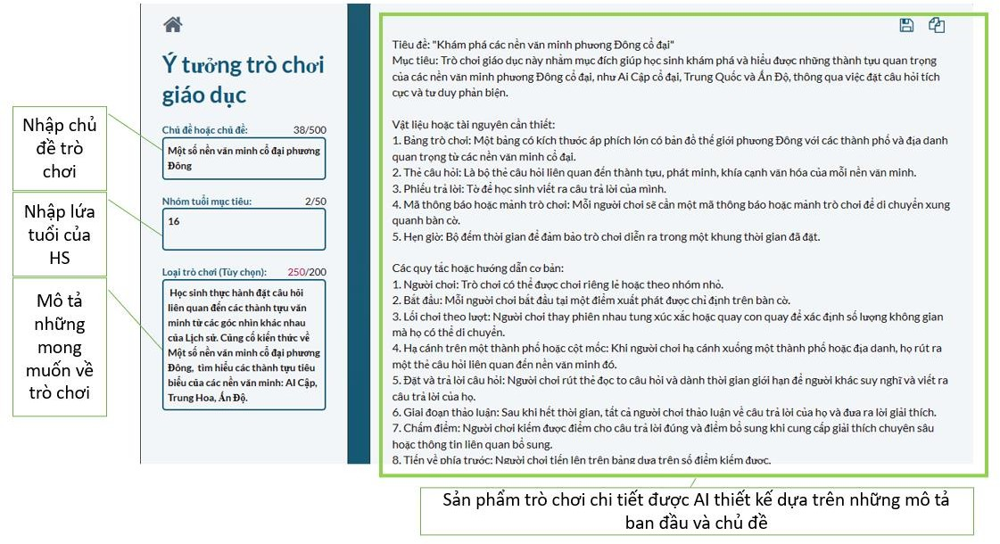 Ý tưởng trò chơi
giáo dục
Nhập chủ
đề trò
chơi
Chủ đề hoặc chủ đề: 38/500
Một số nền văn minh cổ đại phương
Đông
Nhập lứa
tuổi của
HS
Nhóm tuổi mục tiêu: 2/50
16
Mô tả
những
mong
muốn về
trò chơi
Loại trò chơi (Tùy chọn): 250/200
Học sinh thực hành đặt câu hỏi
liên quan đến các thành tựu văn
minh từ các góc nhìn khác nhau
của Lịch sử. Củng cố kiến thức về
Một số nền văn minh cổ đại phương
Đông, tìm hiểu các thành tựu tiêu
biểu của các nền văn minh: AI Cập,
Trung Hoa, Ấn Độ.
Tiêu đề: "Khám phá các nền văn minh phương Đông cổ đại"
Mục tiêu: Trò chơi giáo dục này nhằm mục đích giúp học sinh khám phá và hiểu được những thành tựu quan trọng
của các nền văn minh phương Đông cổ đại, như Ai Cập cổ đại, Trung Quốc và Ấn Độ, thông qua việc đặt câu hỏi tích
cực và tư duy phản biện.
Vật liệu hoặc tài nguyên cần thiết:
1. Bảng trò chơi: Một bảng có kích thước áp phích lớn có bản đồ thế giới phương Đông với các thành phố và địa danh
quan trọng từ các nền văn minh cổ đại.
2. Thẻ câu hỏi: Là bộ thẻ câu hỏi liên quan đến thành tựu, phát minh, khía cạnh văn hóa của mỗi nền văn minh.
3. Phiếu trả lời: Tờ để học sinh viết ra câu trả lời của mình.
4. Mã thông báo hoặc mảnh trò chơi: Mỗi người chơi sẽ cần một mã thông báo hoặc mảnh trò chơi để di chuyển xung
quanh bàn cờ.
5. Hẹn giờ: Bộ đếm thời gian để đảm bảo trò chơi diễn ra trong một khung thời gian đã đặt.
Các quy tắc hoặc hướng dẫn cơ bản:
1. Người chơi: Trò chơi có thể được chơi riêng lẻ hoặc theo nhóm nhỏ.
2. Bắt đầu: Mỗi người chơi bắt đầu tại một điểm xuất phát được chỉ định trên bàn cờ.
3. Lối chơi theo lượt: Người chơi thay phiên nhau tung xúc xắc hoặc quay con quay để xác định số lượng không gian
mà họ có thể di chuyển.
4. Hạ cánh trên một thành phố hoặc cột mốc: Khi người chơi hạ cánh xuống một thành phố hoặc địa danh, họ rút ra
một thẻ câu hỏi liên quan đến nền văn minh đó.
5. Đặt và trả lời câu hỏi: Người chơi rút thẻ đọc to câu hỏi và dành thời gian giới hạn để người khác suy nghĩ và viết ra
câu trả lời của họ.
6. Giai đoạn thảo luận: Sau khi hết thời gian, tất cả người chơi thảo luận về câu trả lời của họ và đưa ra lời giải thích.
7. Chấm điểm: Người chơi kiếm được điểm cho câu trả lời đúng và điểm bổ sung khi cung cấp giải thích chuyên sâu
hoặc thông tin liên quan bổ sung.
8. Tiến về phía trước: Người chơi tiến lên trên bảng dựa trên số điểm kiếm được.
Sản phẩm trò chơi chi tiết được AI thiết kế dựa trên những mô tả
ban đầu và chủ đề